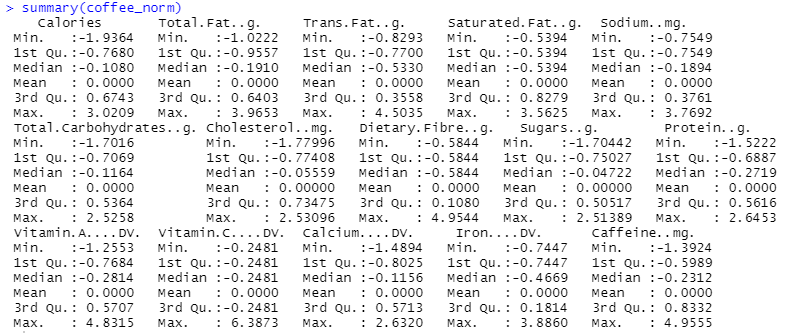 > summary(coffee_norm)
Calories Total.Fat..g. Trans.Fat..g. Saturated.Fat..g. Sodium..mg.
Min. :-1.9364 Min. :-1.0222 Min. :-0.8293 Min. :-0.5394 Min. :-0.7549
1st Qu.:-0.7680 1st Qu.:-0.9557 1st Qu.:-0.7700 1st Qu.:-0.5394 1st Qu.:-0.7549
Median :-0.1080 Median :-0.1910 Median :-0.5330 Median :-0.5394 Median :-0.1894
Mean : 0.0000 Mean : 0.0000 Mean : 0.0000 Mean : 0.0000 Mean : 0.0000
3rd Qu.: 0.6743 3rd Qu.: 0.6403 3rd Qu.: 0.3558 3rd Qu.: 0.8279 3rd Qu.: 0.3761
Max. : 3.0209 Max. : 3.9653 Max. : 4.5035 Max. : 3.5625 Max. : 3.7692
Total.Carbohydrates..g. Cholesterol..mg. Dietary.Fibre..g. Sugars..g. Protein..g.
Min. :-1.7016 Min. :-1.77996 Min. :-0.5844 Min. :-1.70442 Min. :-1.5222
1st Qu.:-0.7069 1st Qu.:-0.77408 1st Qu.:-0.5844 1st Qu.:-0.75027 1st Qu.:-0.6887
Median :-0.1164 Median :-0.05559 Median :-0.5844 Median :-0.04722 Median :-0.2719
Mean : 0.0000 Mean : 0.00000 Mean : 0.0000 Mean : 0.00000 Mean : 0.0000
3rd Qu.: 0.5364 3rd Qu.: 0.73475 3rd Qu.: 0.1080 3rd Qu.: 0.50517 3rd Qu.: 0.5616
Max. : 2.5258 Max. : 2.53096 Max. : 4.9544 Max. : 2.51389 Max. : 2.6453
Vitamin.A....DV. Vitamin.C....DV. Calcium....DV. Iron....DV. Caffeine..mg.
Min. :-1.2553 Min. :-0.2481 Min. :-1.4894 Min. :-0.7447 Min. :-1.3924
1st Qu.:-0.7684 1st Qu.:-0.2481 1st Qu.:-0.8025 1st Qu.:-0.7447 1st Qu.:-0.5989
Median :-0.2814 Median :-0.2481 Median :-0.1156 Median :-0.4669 Median :-0.2312
Mean : 0.0000 Mean : 0.0000 Mean : 0.0000 Mean : 0.0000 Mean : 0.0000
3rd Qu.: 0.5707 3rd Qu.:-0.2481 3rd Qu.: 0.5713 3rd Qu.: 0.1814 3rd Qu.: 0.8332
Max. : 4.8315 Max. : 6.3873 Max. : 2.6320 Max. : 3.8860 Max. : 4.9555